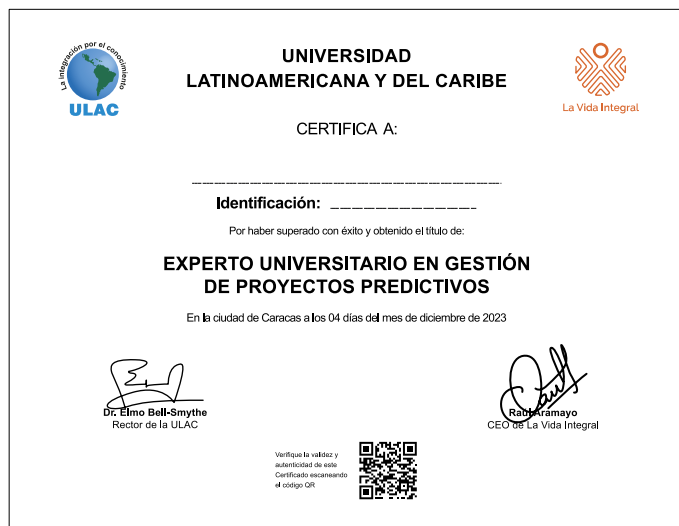 La integración por el conocimiento
ULAC
UNIVERSIDAD
LATINOAMERICANA Y DEL CARIBE
La Vida Integral
CERTIFICA A:
Identificación:
Por haber superado con éxito y obtenido el título de:
EXPERTO UNIVERSITARIO EN GESTIÓN
DE PROYECTOS PREDICTIVOS
En la ciudad de Caracas a los 04 días del mes de diciembre de 2023
Dr. Elmo Bell-Smythe
Rector de la ULAC
Raúl Aramayo
CEO de La Vida Integral
Verifique la validez y
autenticidad de este
Certificado escaneando
el código QR